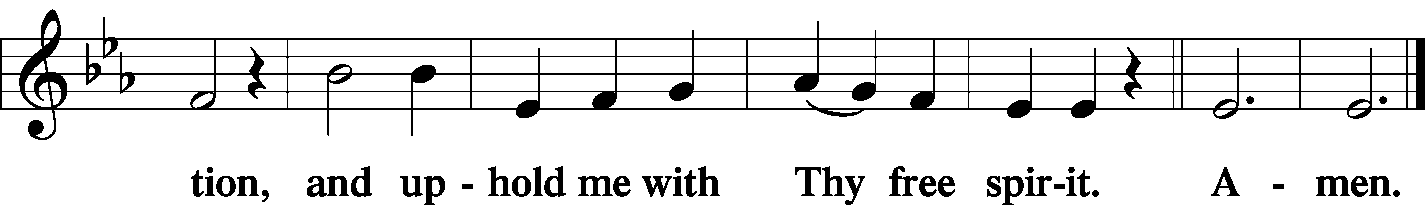 tion, and up - hold me with Thy free spir-it. A - men.